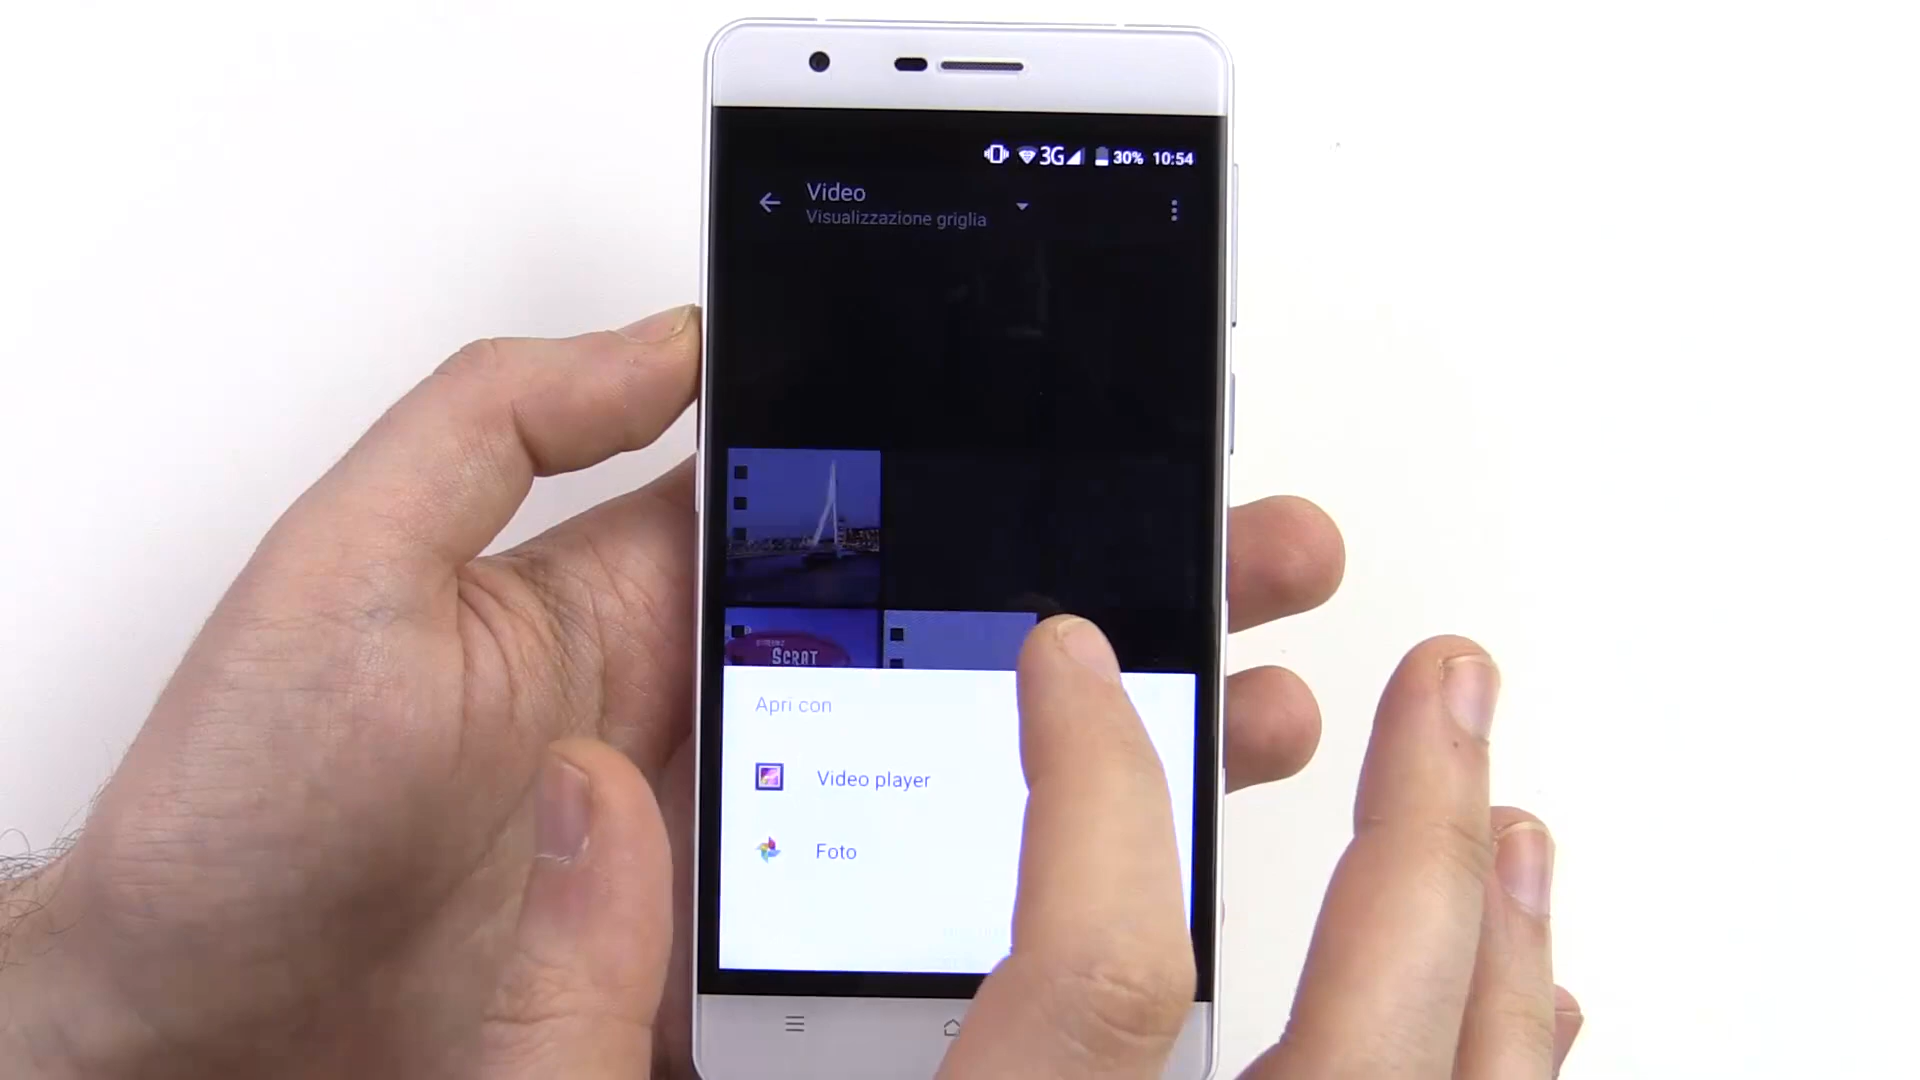 3G 30% 10:54
Video
Visualizzazione griglia
SCRAT
Apri con
Video player
Foto